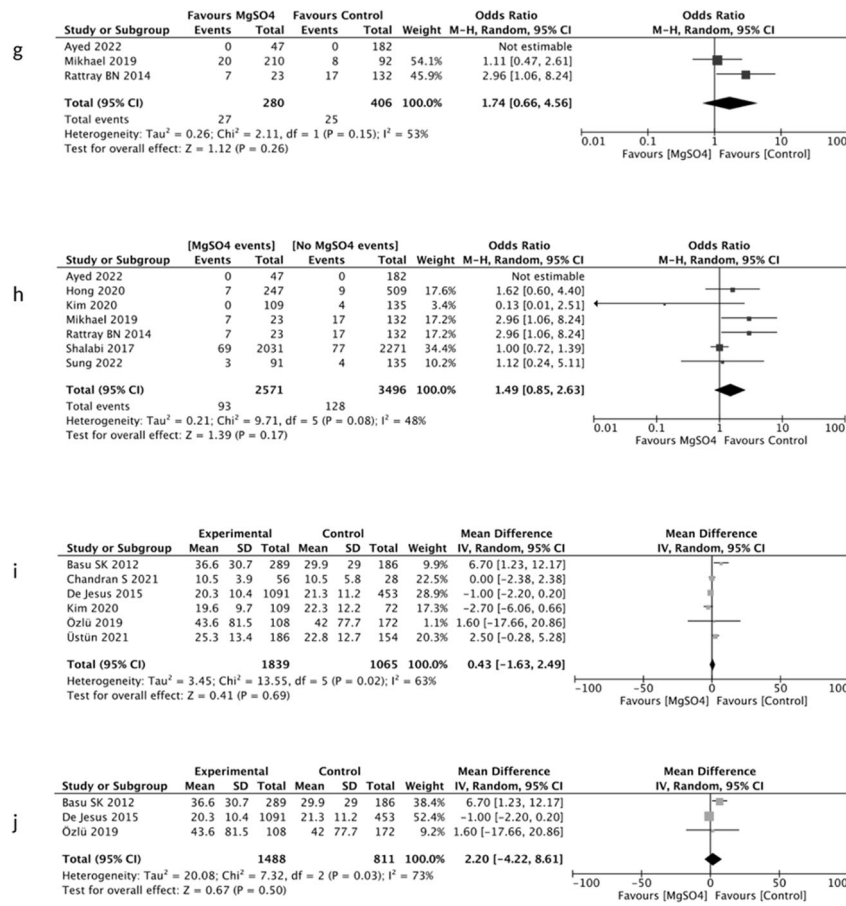 g
Favours MgSO4 Favours Control Odds Ratio Odds Ratio
Study or Subgroup Events Total Events Total Weight M-H, Random, 95% CI M-H, Random, 95% CI
Ayed 2022 0 47 0 182 Not estimable
Mikhael 2019 20 210 8 92 54.1% 1.11 [0.47, 2.61]
Rattray BN 2014 7 23 17 132 45.9% 2.96 [1.06, 8.24]
Total (95% CI) 280 406 100.0% 1.74 [0.66, 4.56]
Total events 27 25
Heterogeneity: Tau² = 0.26; Chi² = 2.11, df = 1 (P = 0.15); I² = 53%
Test for overall effect: Z = 1.12 (P = 0.26)
0.01 0.1 1 10 100
Favours [MgSO4] Favours [Control]
h
[MgSO4 events] [No MgSO4 events] Odds Ratio Odds Ratio
Study or Subgroup Events Total Events Total Weight M-H, Random, 95% CI M-H, Random, 95% CI
Ayed 2022 0 47 0 182 Not estimable
Hong 2020 7 247 9 509 17.6% 1.62 [0.60, 4.40]
Kim 2020 0 109 4 135 3.4% 0.13 [0.01, 2.51]
Mikhael 2019 7 23 17 132 17.2% 2.96 [1.06, 8.24]
Rattray BN 2014 7 23 17 132 17.2% 2.96 [1.06, 8.24]
Shalabi 2017 69 2031 77 2271 34.4% 1.00 [0.72, 1.39]
Sung 2022 3 91 4 135 10.2% 1.12 [0.24, 5.11]
Total (95% CI) 2571 3496 100.0% 1.49 [0.85, 2.63]
Total events 93 128
Heterogeneity: Tau² = 0.21; Chi² = 9.71, df = 5 (P = 0.08); I² = 48%
Test for overall effect: Z = 1.39 (P = 0.17)
0.01 0.1 1 10 100
Favours MgSO4 Favours Control
i
Experimental Control Mean Difference Mean Difference
Study or Subgroup Mean SD Total Mean SD Total Weight IV, Random, 95% CI IV, Random, 95% CI
Basu SK 2012 36.6 30.7 289 29.9 29 186 9.9% 6.70 [1.23, 12.17]
Chandran S 2021 10.5 3.9 56 10.5 5.8 28 22.5% 0.00 [-2.38, 2.38]
De Jesus 2015 20.3 10.4 1091 21.3 11.2 453 28.9% -1.00 [-2.20, 0.20]
Kim 2020 19.6 9.7 109 22.3 12.2 72 17.3% -2.70 [-6.06, 0.66]
Özlü 2019 43.6 81.5 108 42 77.7 172 1.1% 1.60 [-17.66, 20.86]
Üstün 2021 25.3 13.4 186 22.8 12.7 154 20.3% 2.50 [-0.28, 5.28]
Total (95% CI) 1839 1065 100.0% 0.43 [-1.63, 2.49]
Heterogeneity: Tau² = 3.45; Chi² = 13.55, df = 5 (P = 0.02); I² = 63%
Test for overall effect: Z = 0.41 (P = 0.69)
-100 -50 0 50 100
Favours [MgSO4] Favours [Control]
j
Experimental Control Mean Difference Mean Difference
Study or Subgroup Mean SD Total Mean SD Total Weight IV, Random, 95% CI IV, Random, 95% CI
Basu SK 2012 36.6 30.7 289 29.9 29 186 38.4% 6.70 [1.23, 12.17]
De Jesus 2015 20.3 10.4 1091 21.3 11.2 453 52.4% -1.00 [-2.20, 0.20]
Özlü 2019 43.6 81.5 108 42 77.7 172 9.2% 1.60 [-17.66, 20.86]
Total (95% CI) 1488 811 100.0% 2.20 [-4.22, 8.61]
Heterogeneity: Tau² = 20.08; Chi² = 7.32, df = 2 (P = 0.03); I² = 73%
Test for overall effect: Z = 0.67 (P = 0.50)
-100 -50 0 50 100
Favours [MgSO4] Favours [Control]